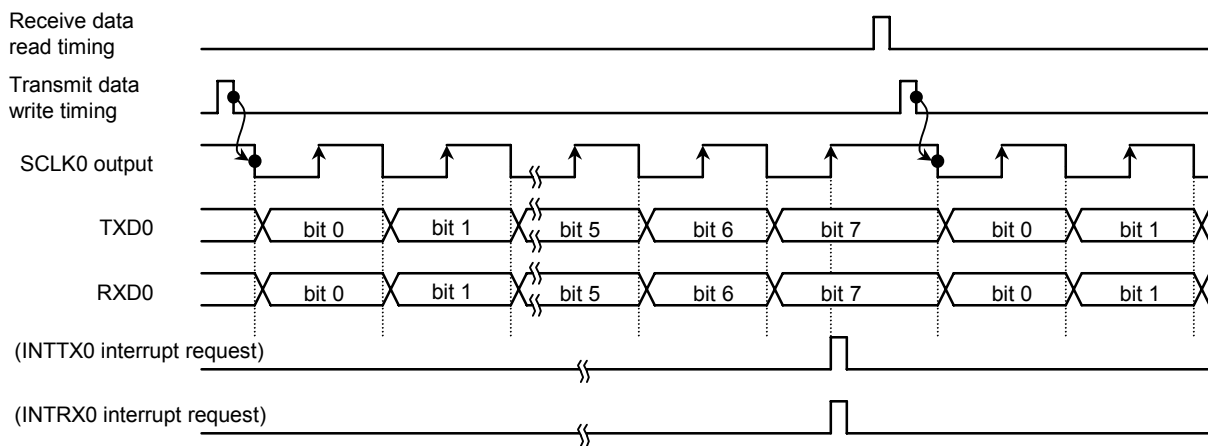 Receive data
read timing
Transmit data
write timing
SCLK0 output
TXD0
bit 0 bit 1 bit 5 bit 6 bit 7 bit 0 bit 1
RXD0
bit 0 bit 1 bit 5 bit 6 bit 7 bit 0 bit 1
(INTTX0 interrupt request)
(INTRX0 interrupt request)